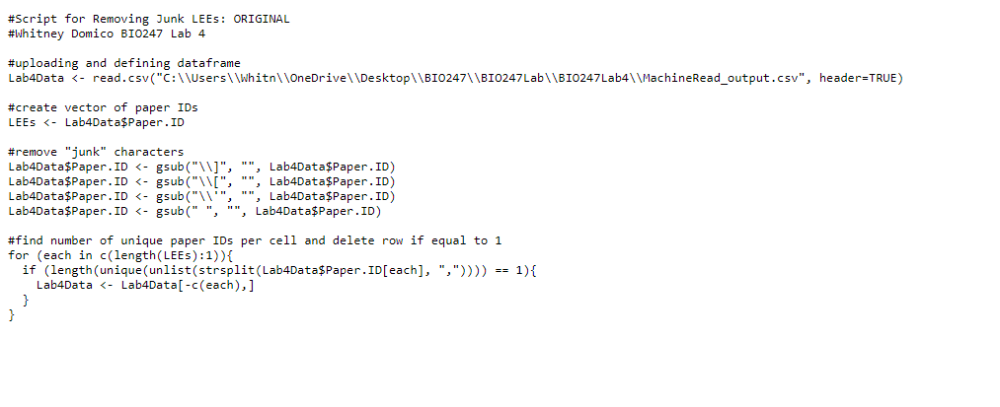 #Script for Removing Junk LEEs: ORIGINAL
#Whitney Domico BIO247 Lab 4

#uploading and defining dataframe
Lab4Data <- read.csv("C:\\Users\\Whitn\\OneDrive\\Desktop\\BIO247\\BIO247Lab\\BIO247Lab4\\MachineRead_output.csv", header=TRUE)

#create vector of paper IDs
LEEs <- Lab4Data$Paper.ID

#remove "junk" characters
Lab4Data$Paper.ID <- gsub("\\]", "", Lab4Data$Paper.ID)
Lab4Data$Paper.ID <- gsub("\\[", "", Lab4Data$Paper.ID)
Lab4Data$Paper.ID <- gsub("\\'", "", Lab4Data$Paper.ID)
Lab4Data$Paper.ID <- gsub(" ", "", Lab4Data$Paper.ID)

#find number of unique paper IDs per cell and delete row if equal to 1
for (each in c(length(LEEs):1)){
  if (length(unique(unlist(strsplit(Lab4Data$Paper.ID[each], ",")))) == 1){
    Lab4Data <- Lab4Data[-c(each),]
  }
}